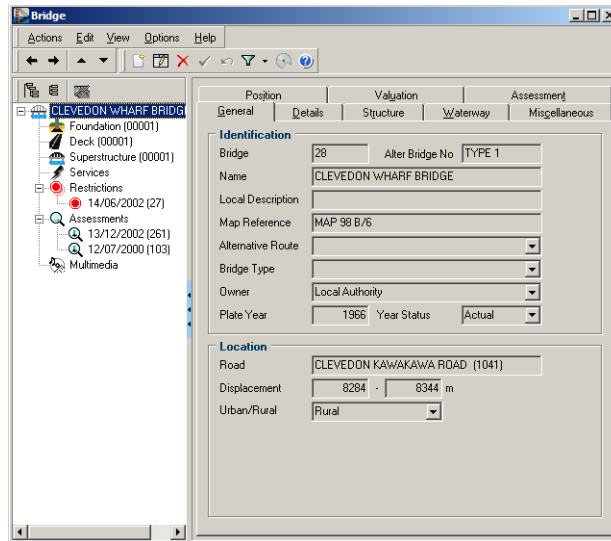 Bridge
Actions Edit View Options Help
CLEVEDON WHARF BRIDG
Foundation (00001)
Deck (00001)
Superstructure (00001)
Services
Restrictions
14/06/2002 (27)
Assessments
13/12/2002 (261)
12/07/2000 (103)
Multimedia
Position Valuation Assessment
General Details Structure Waterway Miscellaneous
Identification
Bridge 28 Alter Bridge No TYPE 1
Name CLEVEDON WHARF BRIDGE
Local Description
Map Reference MAP 98 B/6
Alternative Route
Bridge Type
Owner Local Authority
Plate Year 1966 Year Status Actual
Location
Road CLEVEDON KAWAKAWA ROAD (1041)
Displacement 8284 - 8344 m
Urban/Rural Rural